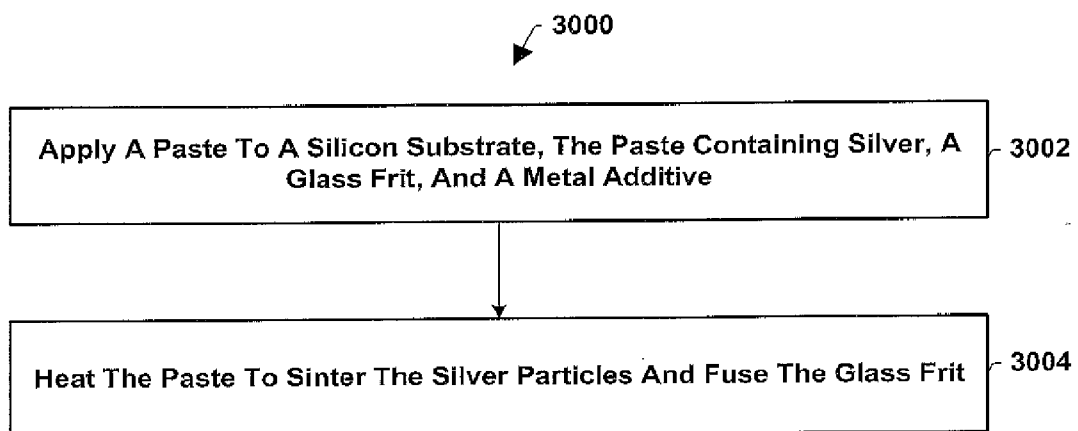 3000
Apply A Paste To A Silicon Substrate, The Paste Containing Silver, A
Glass Frit, And A Metal Additive
3002
Heat The Paste To Sinter The Silver Particles And Fuse The Glass Frit
3004